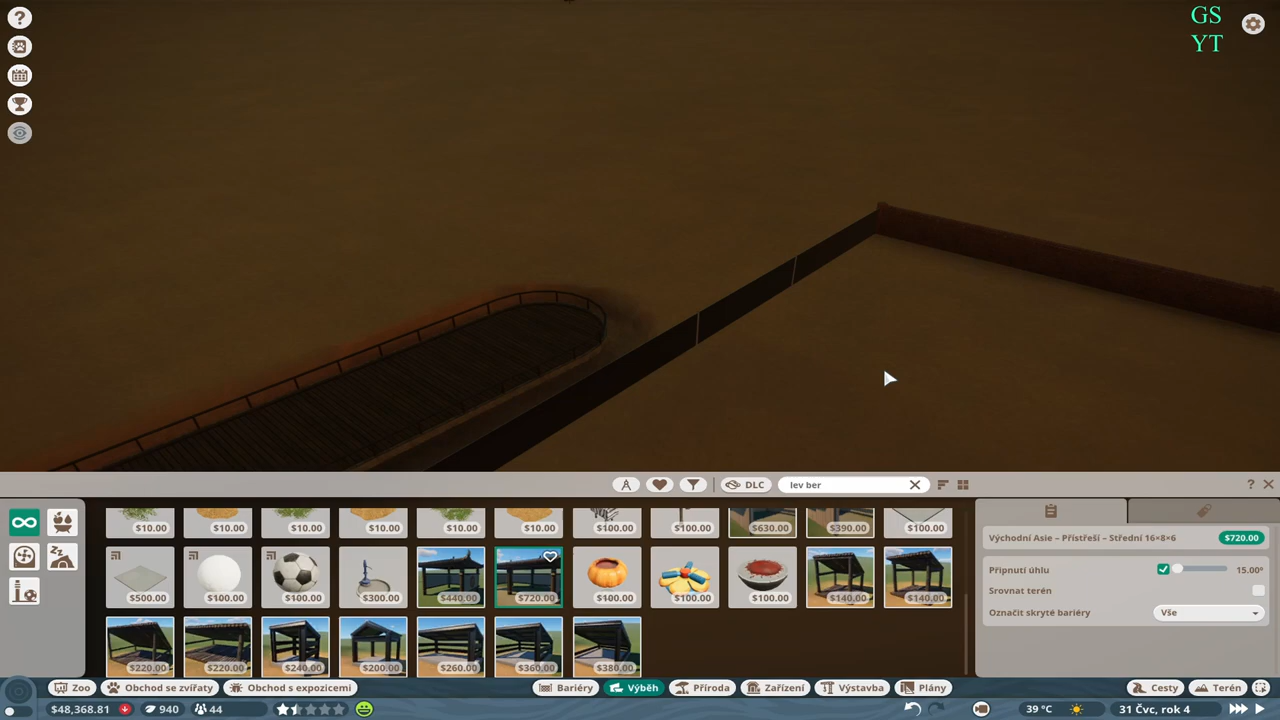 GS
YT
DLC
lev ber
$10.00 $10.00 $10.00 $10.00 $10.00 $10.00 $100.00 $100.00 $630.00 $390.00 $100.00
$500.00 $100.00 $100.00 $300.00 $440.00 $720.00 $100.00 $100.00 $100.00 $140.00 $140.00
$220.00 $220.00 $240.00 $200.00 $260.00 $360.00 $380.00
Východní Asie – Přístřeší – Střední 16×8×6 $720.00
Připnutí úhlu 15.00°
Srovnat terén
Označit skryté bariéry Vše
Zoo Obchod se zvířaty Obchod s expozicemi Bariéry Výběh Příroda Zařízení Výstavba Plány Cesty Terén
$48,368.81 940 44 39 °C 31 Čvc, rok 4